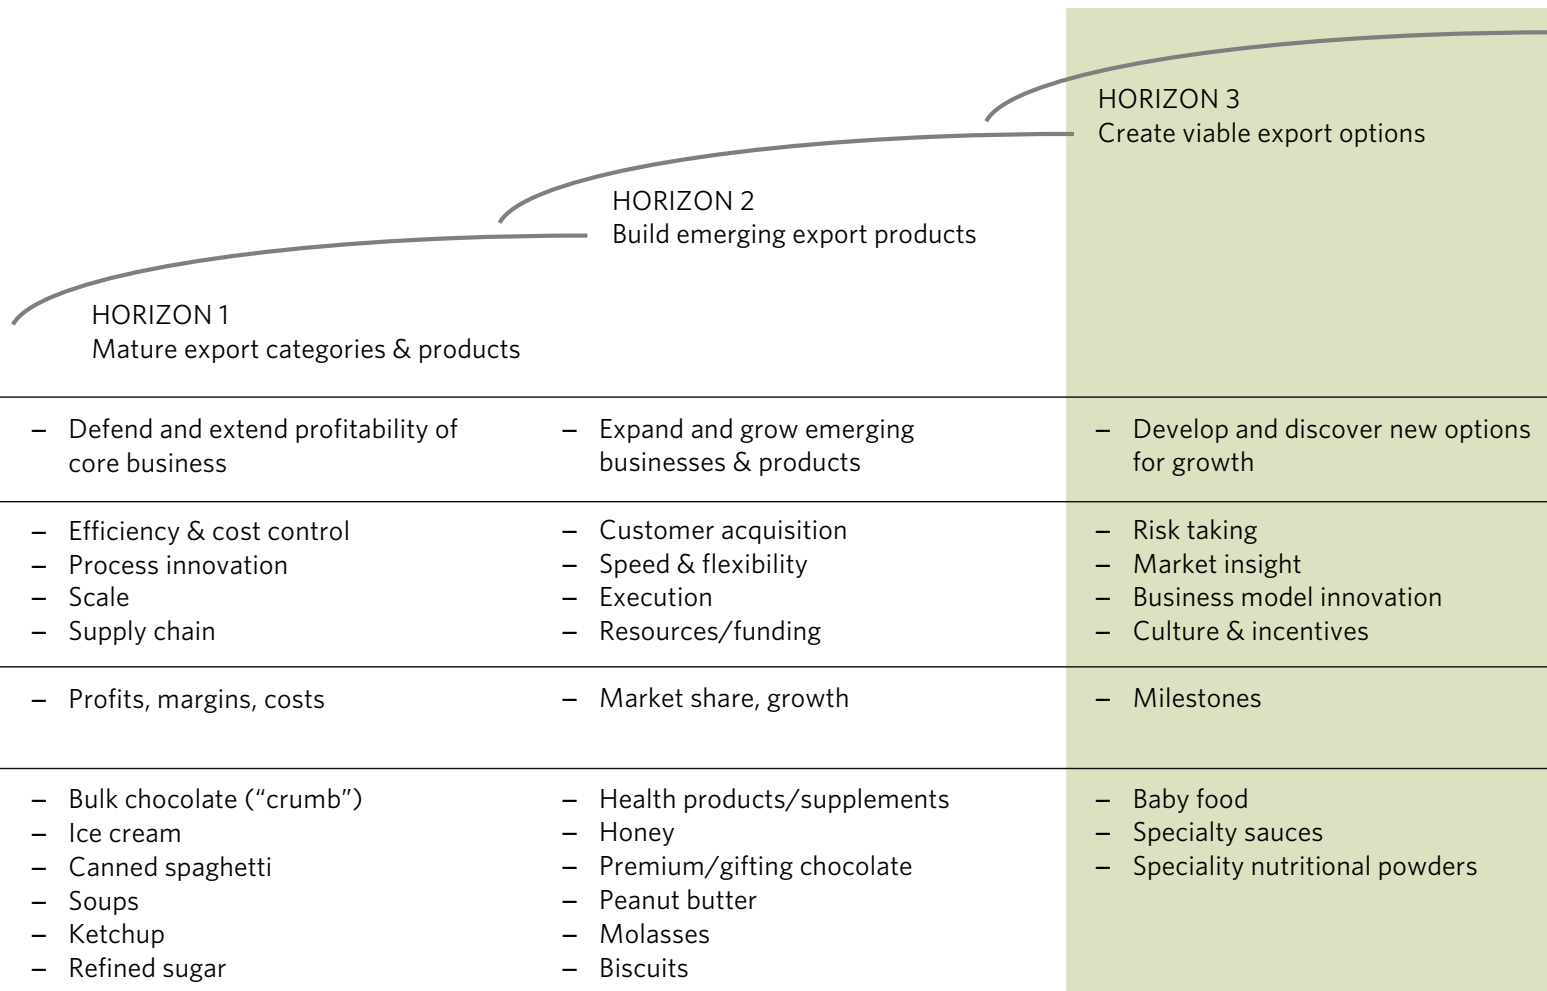 HORIZON 3
Create viable export options
HORIZON 2
Build emerging export products
HORIZON 1
Mature export categories & products
– Defend and extend profitability of
core business
– Expand and grow emerging
businesses & products
– Develop and discover new options
for growth
– Efficiency & cost control
– Process innovation
– Scale
– Supply chain
– Customer acquisition
– Speed & flexibility
– Execution
– Resources/funding
– Risk taking
– Market insight
– Business model innovation
– Culture & incentives
– Profits, margins, costs
– Market share, growth
– Milestones
– Bulk chocolate (“crumb”)
– Ice cream
– Canned spaghetti
– Soups
– Ketchup
– Refined sugar
– Health products/supplements
– Honey
– Premium/gifting chocolate
– Peanut butter
– Molasses
– Biscuits
– Baby food
– Specialty sauces
– Speciality nutritional powders